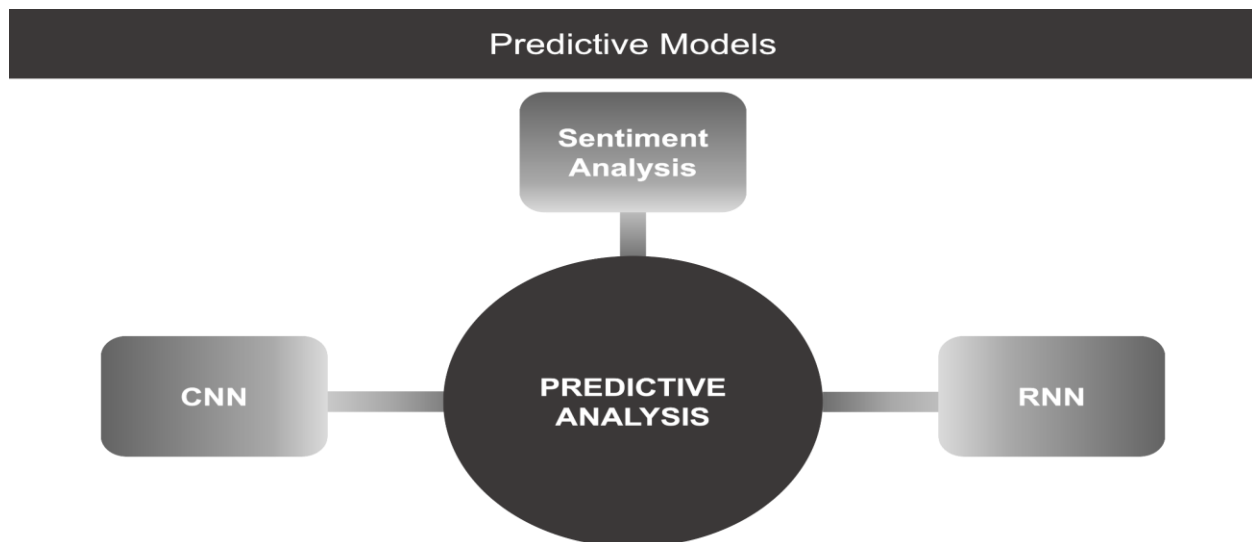 Predictive Models
Sentiment
Analysis
CNN
PREDICTIVE
ANALYSIS
RNN